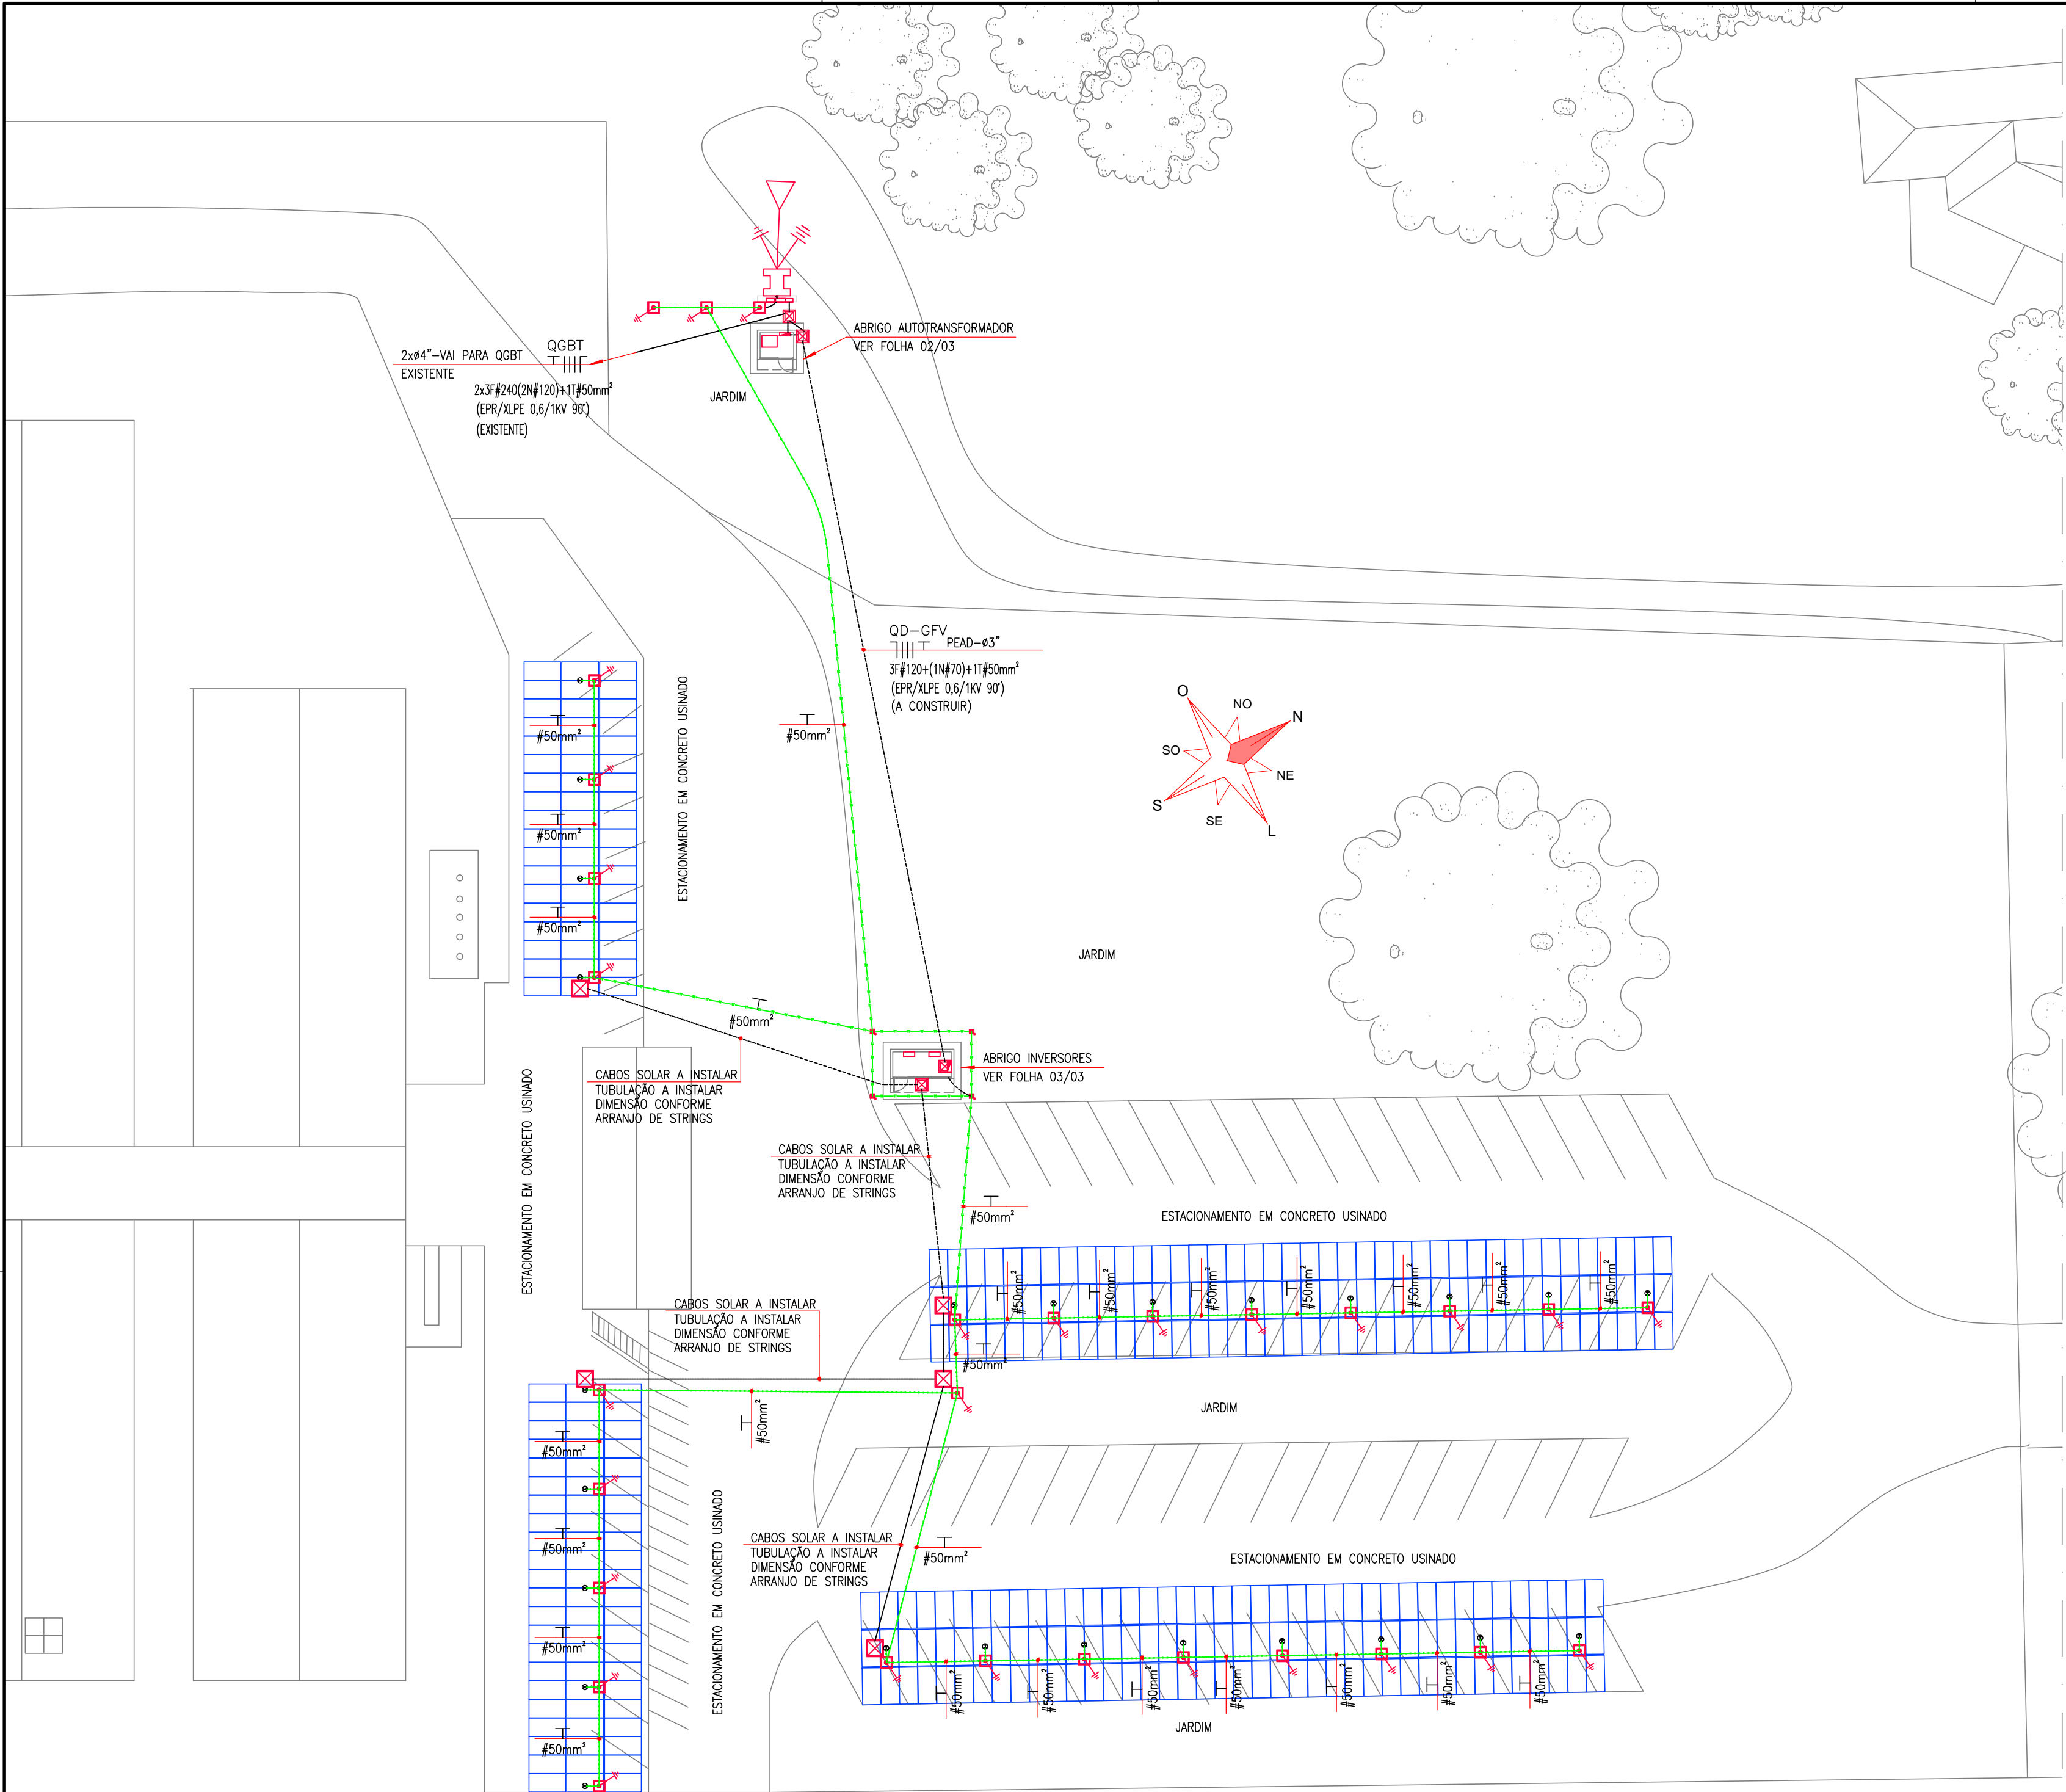 ABRIGO AUTOTRANSFORMADOR
VER FOLHA 02/03
QGBT
2xø4"-VAI PARA QGBT
EXISTENTE
2x3F#240(2N#120)+1T#50mm²
(EPR/XLPE 0,6/1KV 90°)
(EXISTENTE)
JARDIM
QD-GFV
PEAD-ø3"
3F#120+(1N#70)+1T#50mm²
(EPR/XLPE 0,6/1KV 90°)
(A CONSTRUIR)
#50mm²
#50mm²
#50mm²
#50mm²
ESTACIONAMENTO EM CONCRETO USINADO
O
NO
N
SO
NE
S
SE
L
JARDIM
#50mm²
ABRIGO INVERSORES
VER FOLHA 03/03
CABOS SOLAR A INSTALAR
TUBULAÇÃO A INSTALAR
DIMENSÃO CONFORME
ARRANJO DE STRINGS
ESTACIONAMENTO EM CONCRETO USINADO
CABOS SOLAR A INSTALAR
TUBULAÇÃO A INSTALAR
DIMENSÃO CONFORME
ARRANJO DE STRINGS
#50mm²
ESTACIONAMENTO EM CONCRETO USINADO
#50mm²
#50mm²
#50mm²
#50mm²
#50mm²
#50mm²
#50mm²
CABOS SOLAR A INSTALAR
TUBULAÇÃO A INSTALAR
DIMENSÃO CONFORME
ARRANJO DE STRINGS
#50mm²
#50mm²
JARDIM
#50mm²
#50mm²
#50mm²
#50mm²
ESTACIONAMENTO EM CONCRETO USINADO
CABOS SOLAR A INSTALAR
TUBULAÇÃO A INSTALAR
DIMENSÃO CONFORME
ARRANJO DE STRINGS
#50mm²
ESTACIONAMENTO EM CONCRETO USINADO
#50mm²
#50mm²
#50mm²
#50mm²
#50mm²
#50mm²
#50mm²
JARDIM